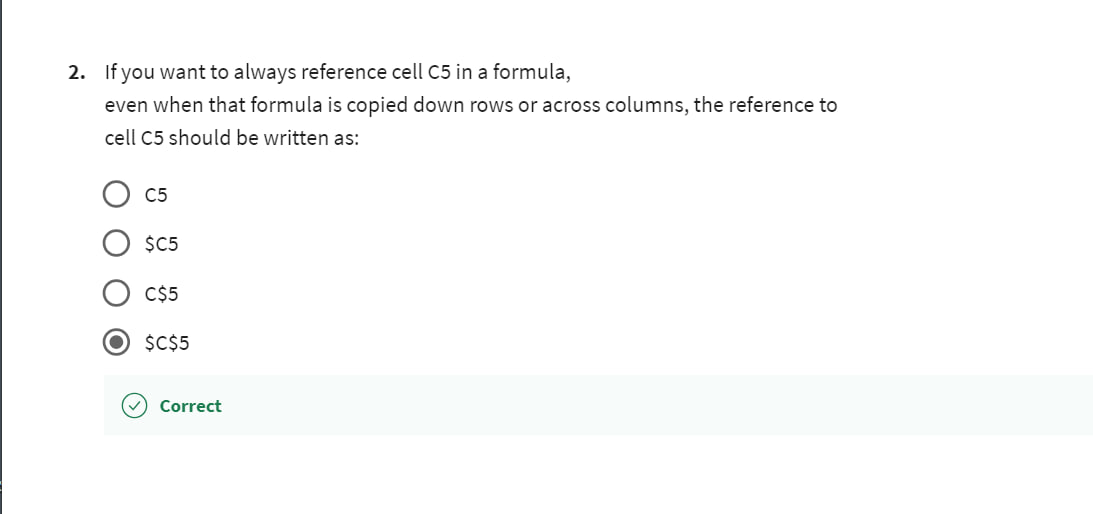 2. If you want to always reference cell C5 in a formula,
even when that formula is copied down rows or across columns, the reference to
cell C5 should be written as:
C5
$C5
C$5
$C$5
Correct